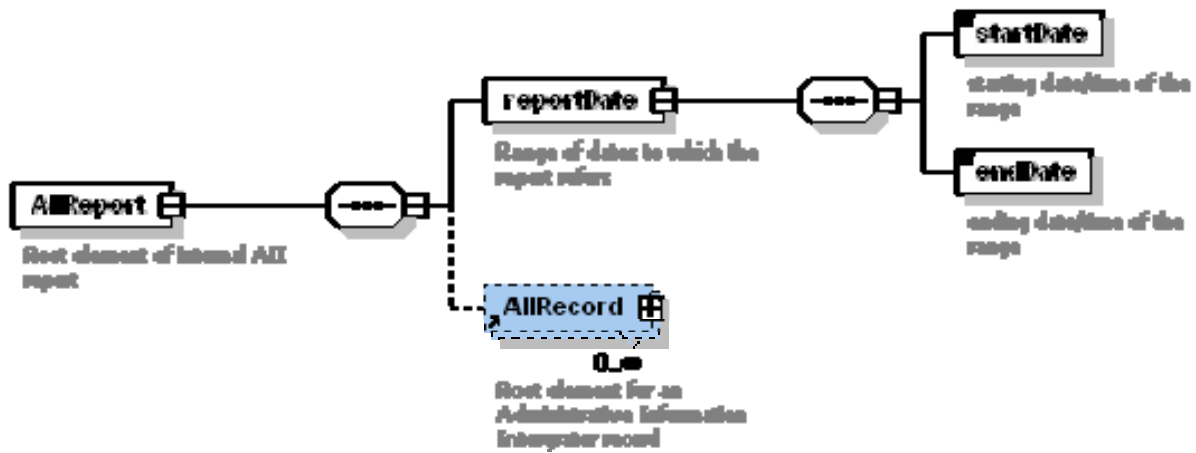 startDate
starting date/time of the
range
reportDate
Range of dates to which the
report refers
endDate
ending date/time of the
range
AIIReport
Root element of internal AII
report
AIIRecord
0..∞
Root element for an
Administrative Information
Integrator record